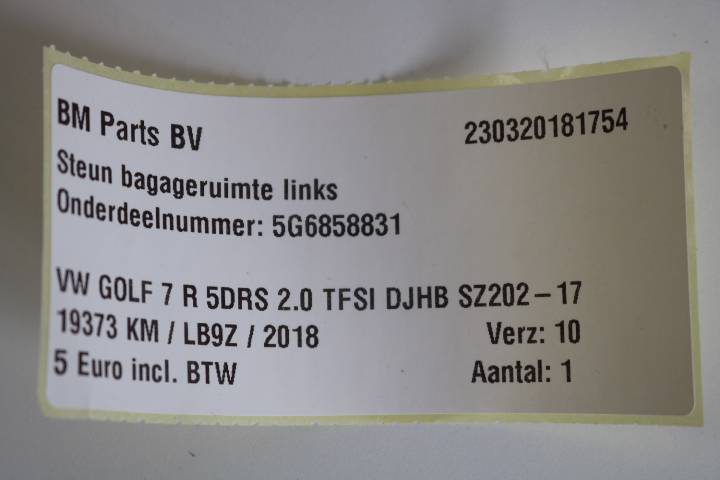 BM Parts BV 230320181754
Steun bagageruimte links
Onderdeelnummer: 5G6858831
VW GOLF 7 R 5DRS 2.0 TFSI DJHB SZ202-17
19373 KM / LB9Z / 2018 Verz: 10
5 Euro incl. BTW Aantal: 1